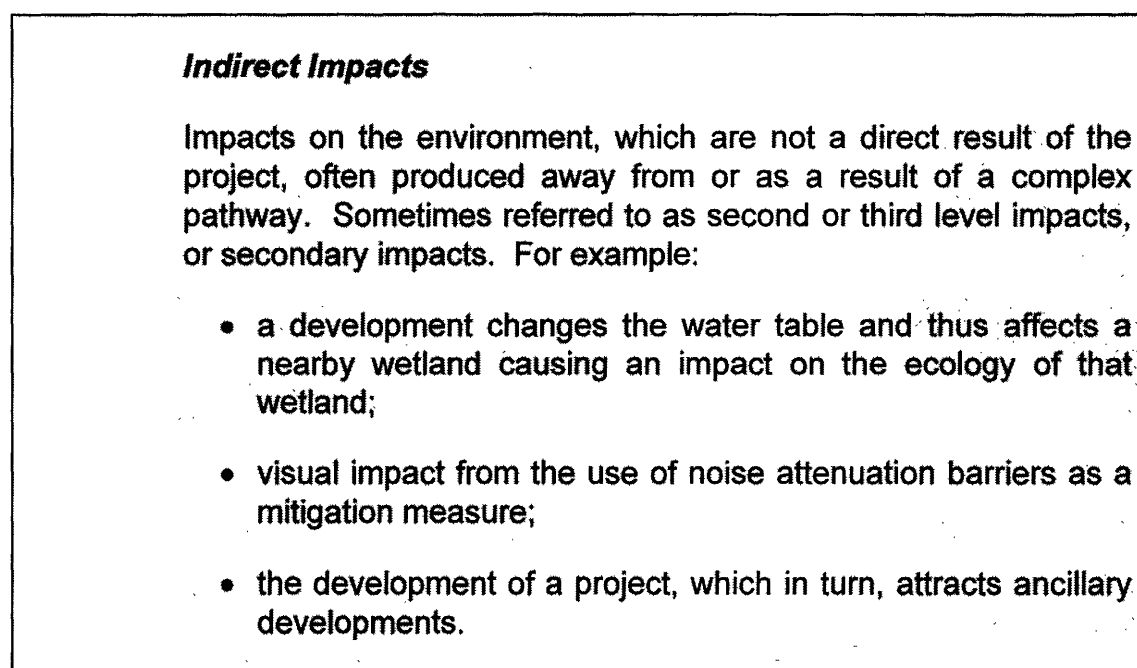 Indirect Impacts
Impacts on the environment, which are not a direct result of the
project, often produced away from or as a result of a complex
pathway. Sometimes referred to as second or third level impacts,
or secondary impacts. For example:
• a development changes the water table and thus affects a
nearby wetland causing an impact on the ecology of that
wetland;
• visual impact from the use of noise attenuation barriers as a
mitigation measure;
• the development of a project, which in turn, attracts ancillary
developments.